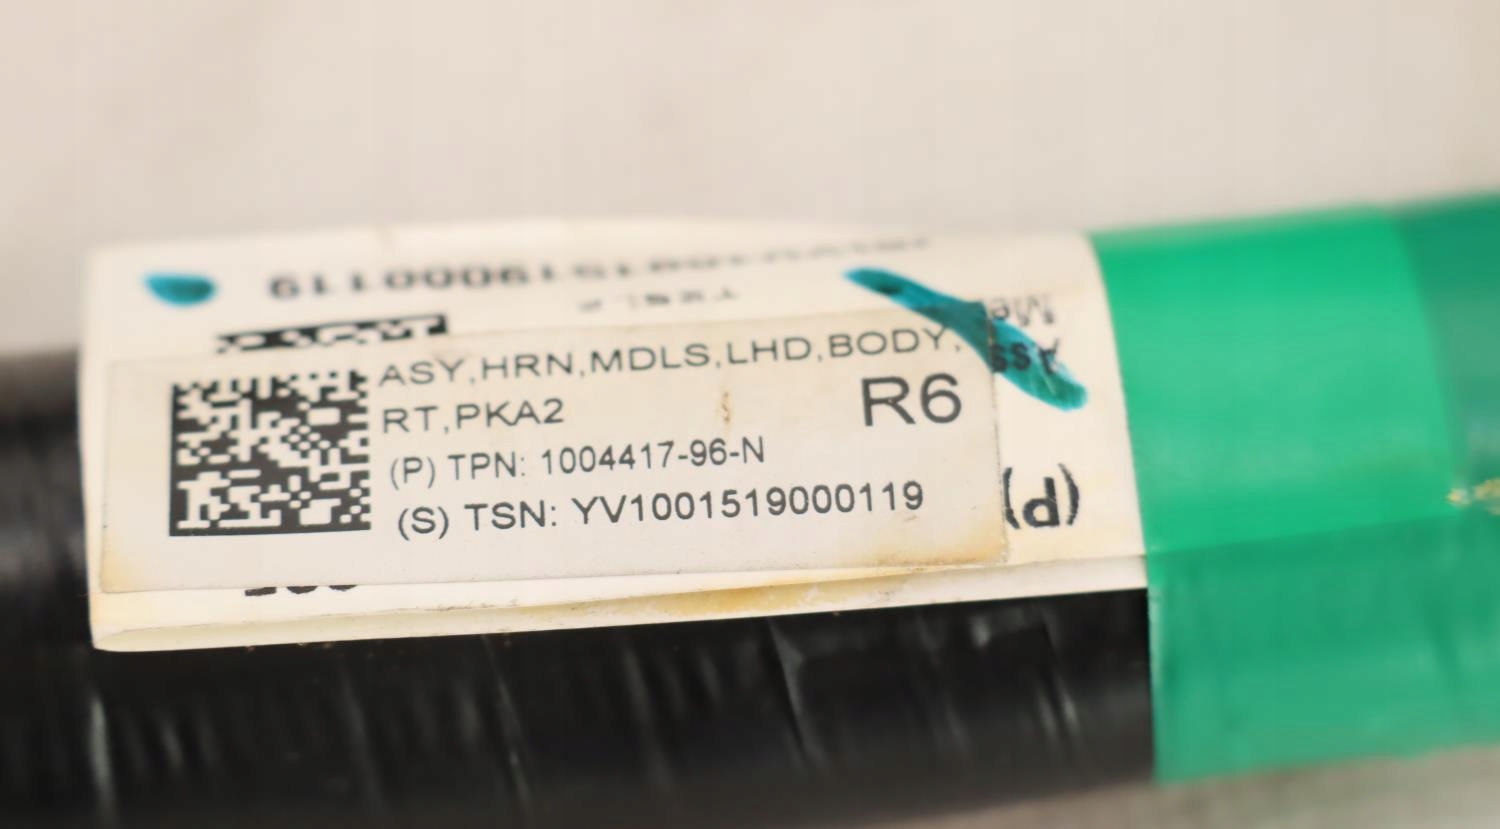 ASY,HRN,MDLS,LHD,BODY,
RT,PKA2
R6
(P) TPN: 1004417-96-N
(S) TSN: YV1001519000119
(P)